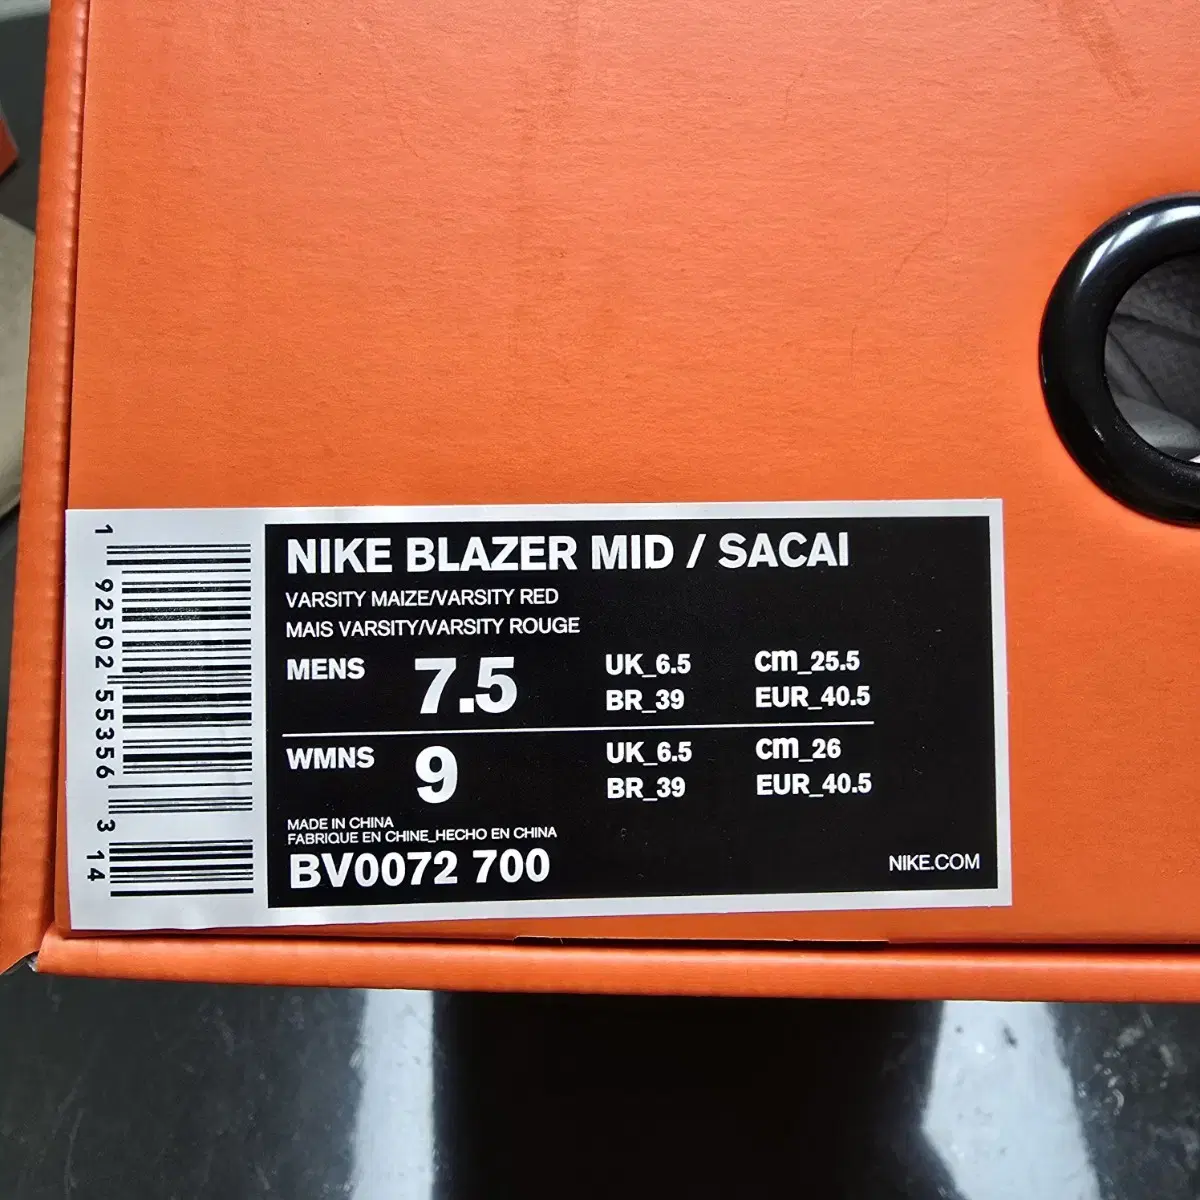 1 92502 55356 3 14
NIKE BLAZER MID / SACAI
VARSITY MAIZE/VARSITY RED
MAIS VARSITY/VARSITY ROUGE
MENS 7.5 UK_6.5 cm_25.5
BR_39 EUR_40.5
WMNS 9 UK_6.5 cm_26
BR_39 EUR_40.5
MADE IN CHINA
FABRIQUE EN CHINE_HECHO EN CHINA
BV0072 700 NIKE.COM